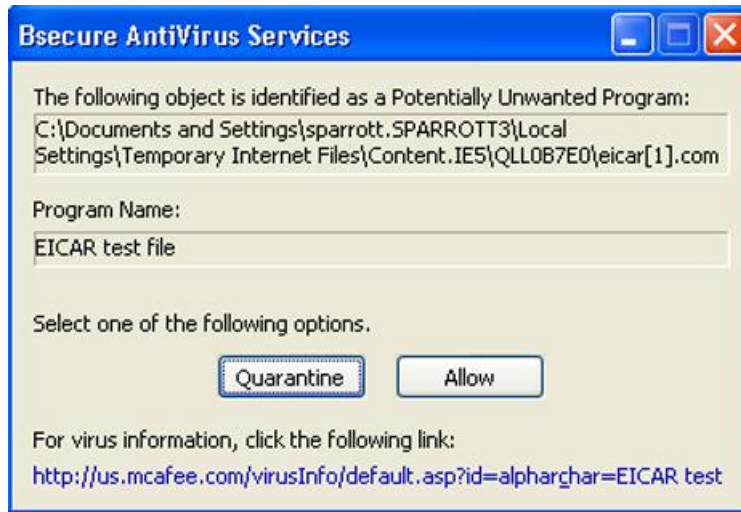 Bsecure AntiVirus Services
The following object is identified as a Potentially Unwanted Program:
C:\Documents and Settings\sparrott.SPARROTT3\Local
Settings\Temporary Internet Files\Content.IE5\QLL0B7E0\eicar[1].com
Program Name:
EICAR test file
Select one of the following options.
Quarantine Allow
For virus information, click the following link:
http://us.mcafee.com/virusInfo/default.asp?id=alpharchar=EICAR test